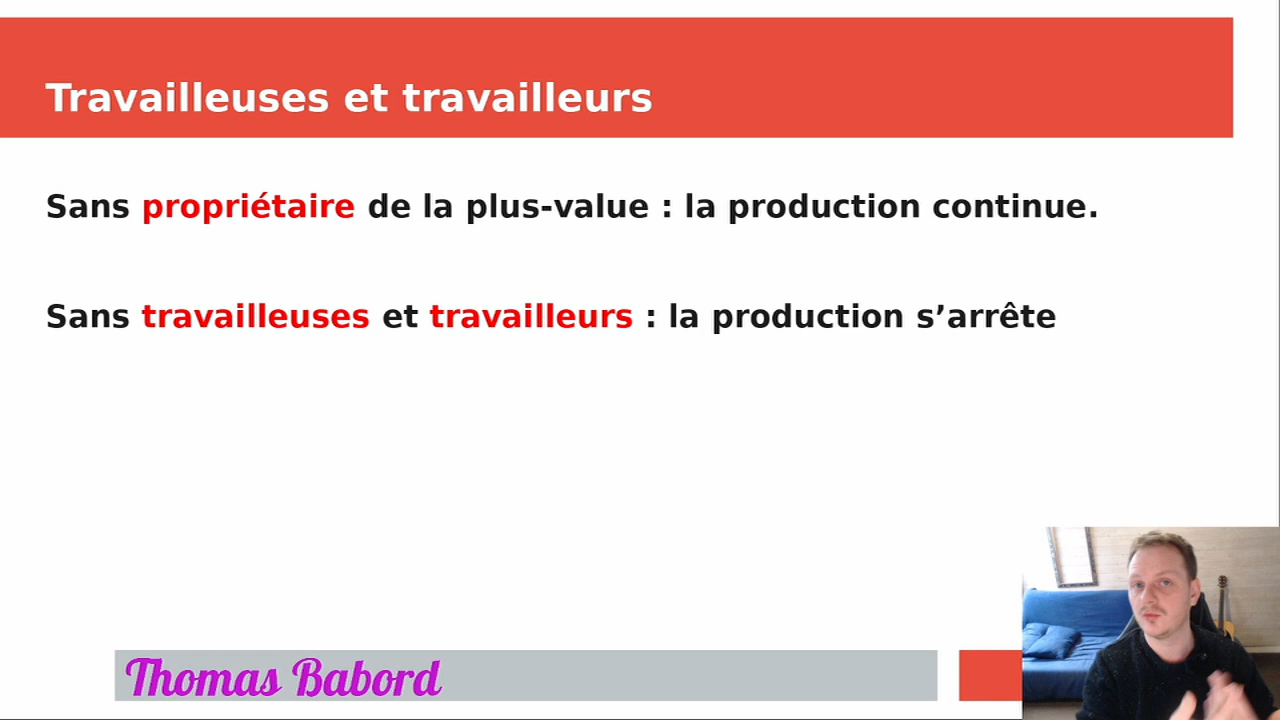 Travailleuses et travailleurs
Sans propriétaire de la plus-value : la production continue.
Sans travailleuses et travailleurs : la production s’arrête
Thomas Babord